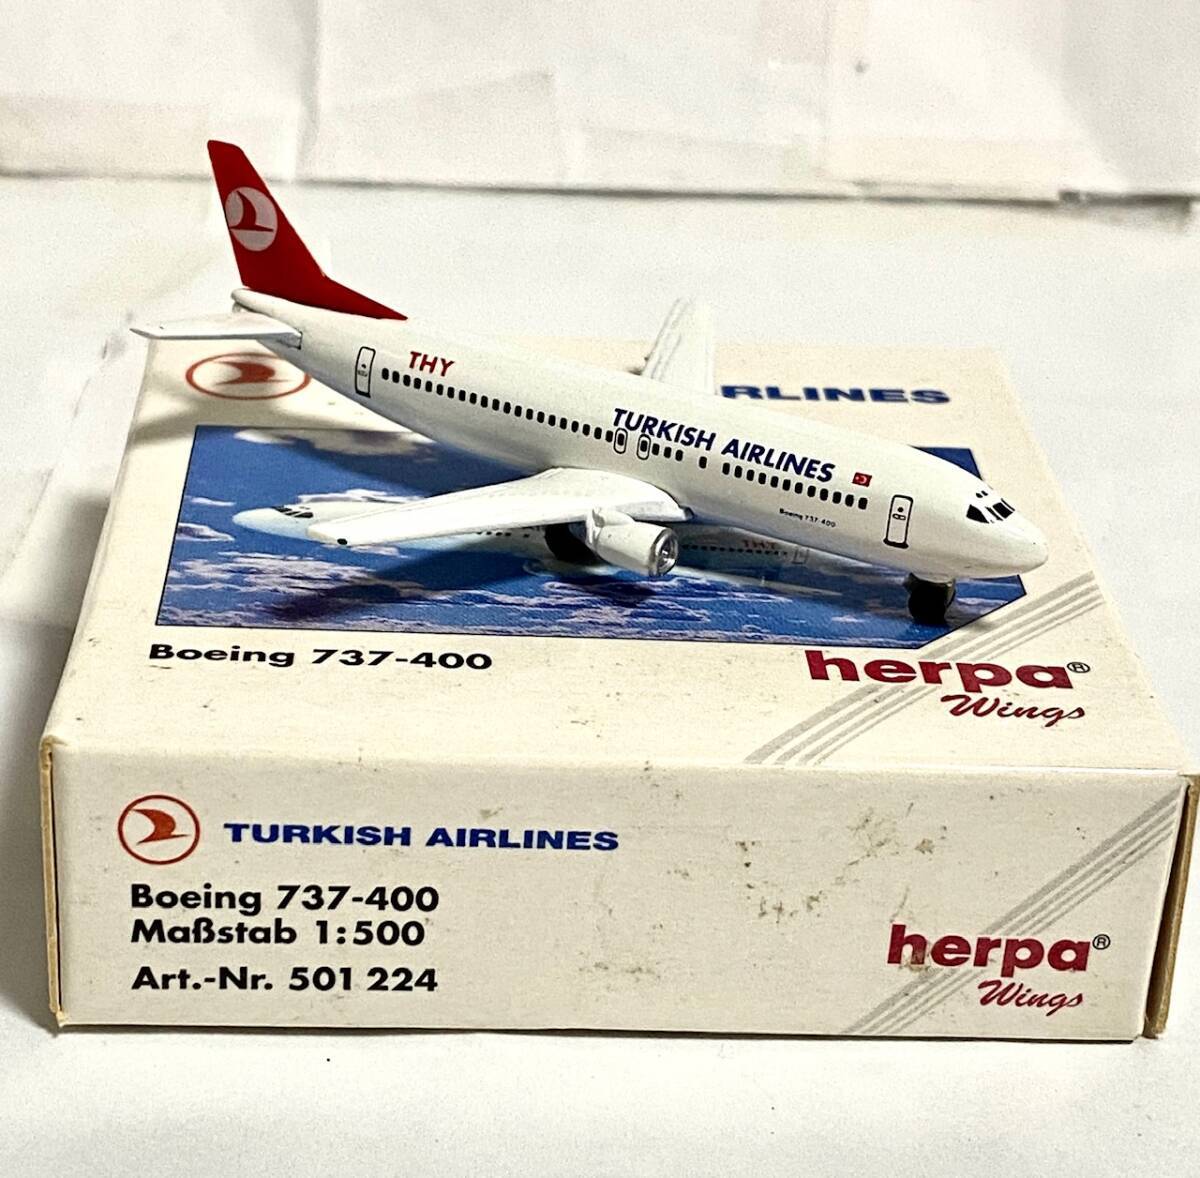 THY
TURKISH AIRLINES
Boeing 737-400
RLINES
THY
Boeing 737-400
herpa®
Wings
TURKISH AIRLINES
Boeing 737-400
Maßstab 1:500
Art.-Nr. 501 224
herpa®
Wings